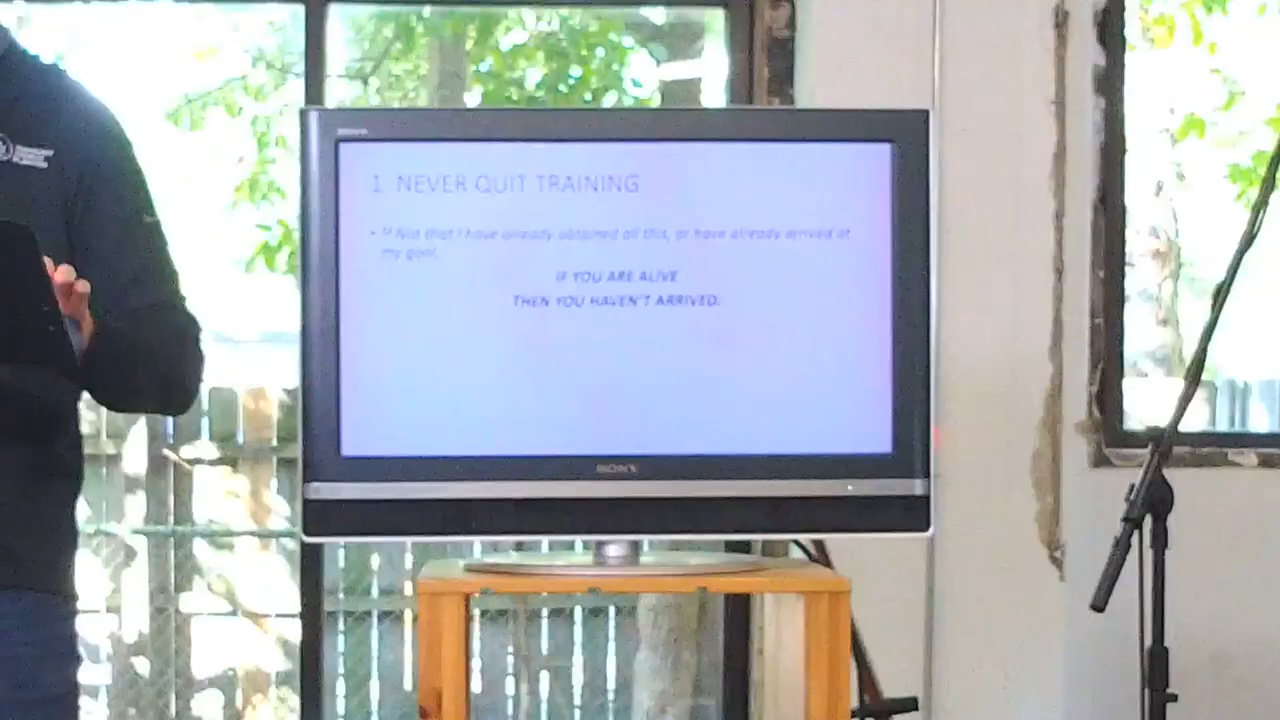 1. NEVER QUIT TRAINING
• 12 Not that I have already obtained all this, or have already arrived at
my goal,
IF YOU ARE ALIVE
THEN YOU HAVEN'T ARRIVED.
SONY